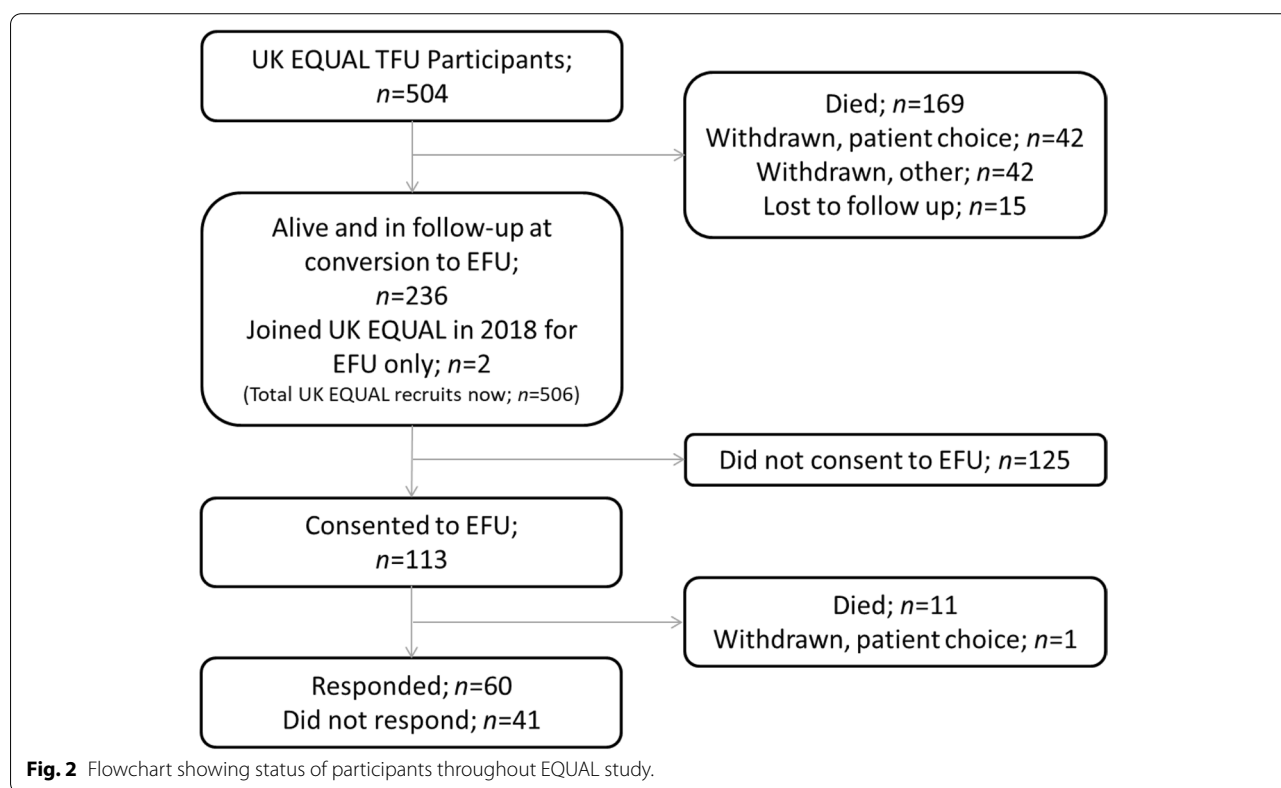 UK EQUAL TFU Participants;
n=504
Died; n=169
Withdrawn, patient choice; n=42
Withdrawn, other; n=42
Lost to follow up; n=15
Alive and in follow-up at
conversion to EFU;
n=236
Joined UK EQUAL in 2018 for
EFU only; n=2
(Total UK EQUAL recruits now; n=506)
Did not consent to EFU; n=125
Consented to EFU;
n=113
Died; n=11
Withdrawn, patient choice; n=1
Responded; n=60
Did not respond; n=41
Fig. 2 Flowchart showing status of participants throughout EQUAL study.